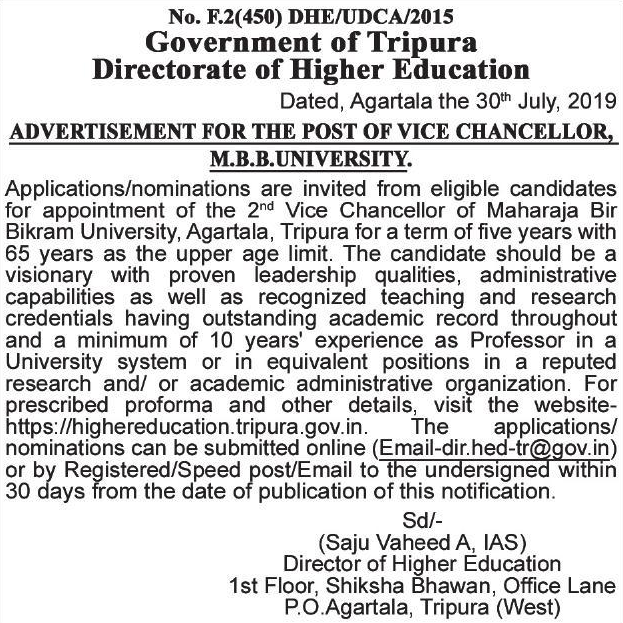 No. F.2(450) DHE/UDCA/2015
Government of Tripura
Directorate of Higher Education
Dated, Agartala the 30th July, 2019
ADVERTISEMENT FOR THE POST OF VICE CHANCELLOR,
M.B.B.UNIVERSITY.
Applications/nominations are invited from eligible candidates
for appointment of the 2nd Vice Chancellor of Maharaja Bir
Bikram University, Agartala, Tripura for a term of five years with
65 years as the upper age limit. The candidate should be a
visionary with proven leadership qualities, administrative
capabilities as well as recognized teaching and research
credentials having outstanding academic record throughout
and a minimum of 10 years' experience as Professor in a
University system or in equivalent positions in a reputed
research and/ or academic administrative organization. For
prescribed proforma and other details, visit the website-
https://highereducation.tripura.gov.in. The applications/
nominations can be submitted online (Email-dir.hed-tr@gov.in)
or by Registered/Speed post/Email to the undersigned within
30 days from the date of publication of this notification.
Sd/-
(Saju Vaheed A, IAS)
Director of Higher Education
1st Floor, Shiksha Bhawan, Office Lane
P.O.Agartala, Tripura (West)